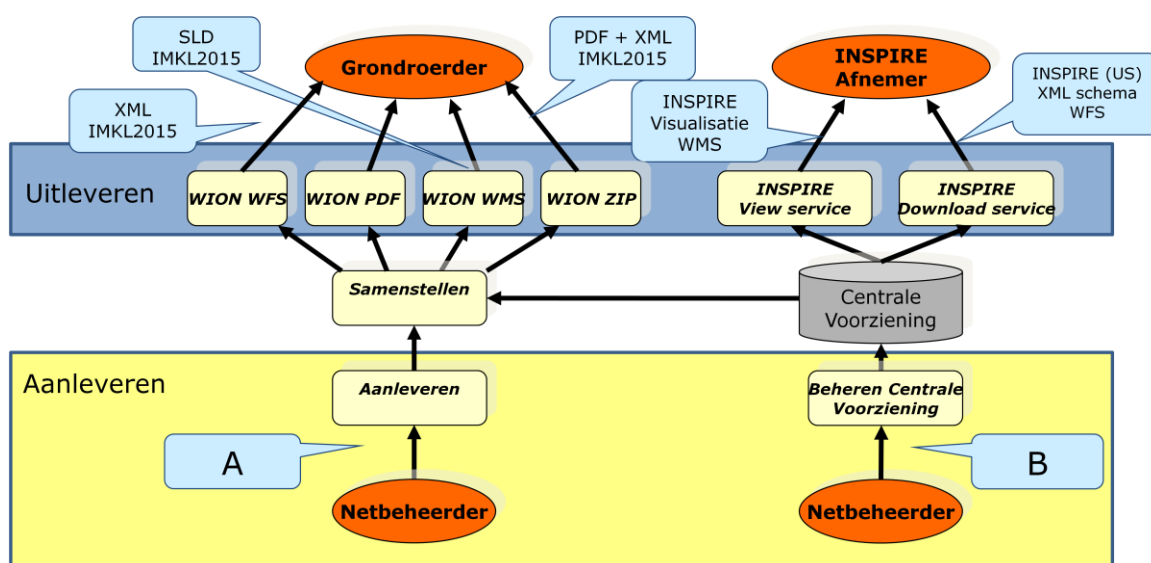 SLD
IMKL2015
PDF + XML
IMKL2015
Grondroerder
INSPIRE
Afnemer
XML
IMKL2015
INSPIRE
Visualisatie
WMS
INSPIRE (US)
XML schema
WFS
Uitleveren
WION WFS
WION PDF
WION WMS
WION ZIP
INSPIRE
View service
INSPIRE
Download service
Samenstellen
Centrale
Voorziening
Aanleveren
Aanleveren
Beheren Centrale
Voorziening
A
B
Netbeheerder
Netbeheerder